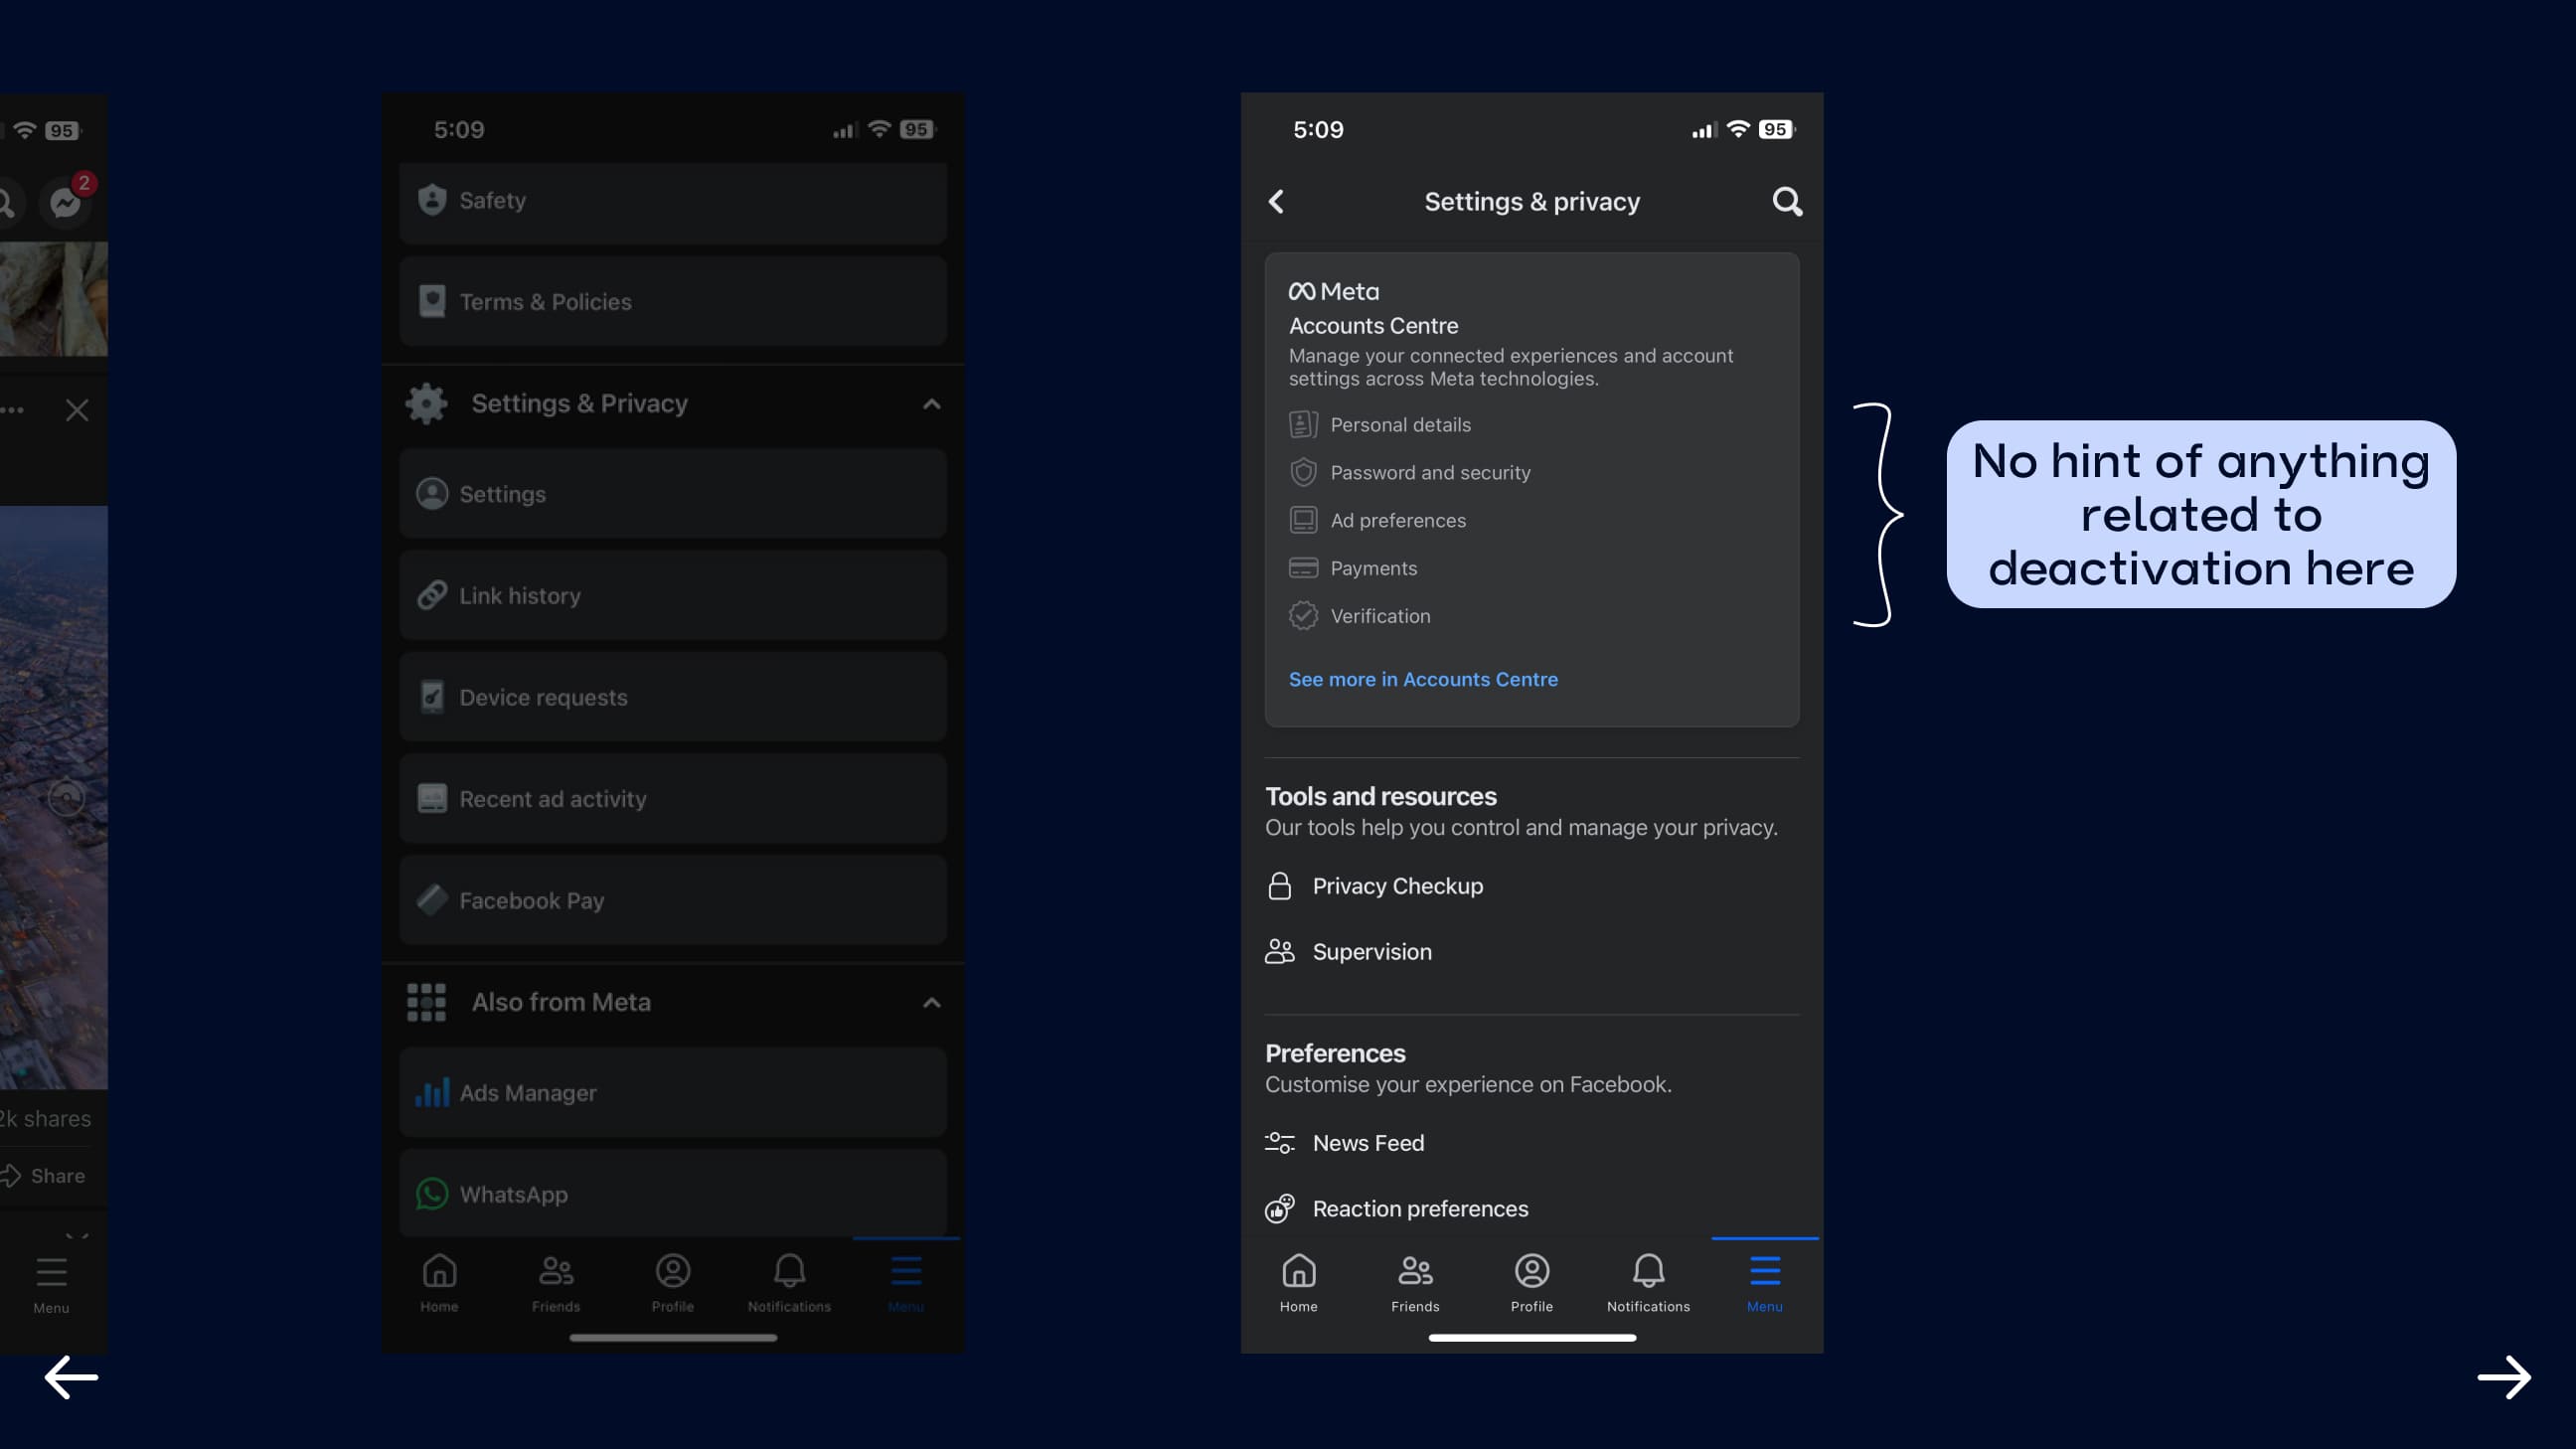 95
2
2k shares
Share
Menu
5:09
95
Safety
Terms & Policies
Settings & Privacy
Settings
Link history
Device requests
Recent ad activity
Facebook Pay
Also from Meta
Ads Manager
WhatsApp
Home Friends Profile Notifications Menu
5:09
95
Settings & privacy
Meta
Accounts Centre
Manage your connected experiences and account
settings across Meta technologies.
Personal details
Password and security
Ad preferences
Payments
Verification
See more in Accounts Centre
Tools and resources
Our tools help you control and manage your privacy.
Privacy Checkup
Supervision
Preferences
Customise your experience on Facebook.
News Feed
Reaction preferences
Home Friends Profile Notifications Menu
No hint of anything
related to
deactivation here